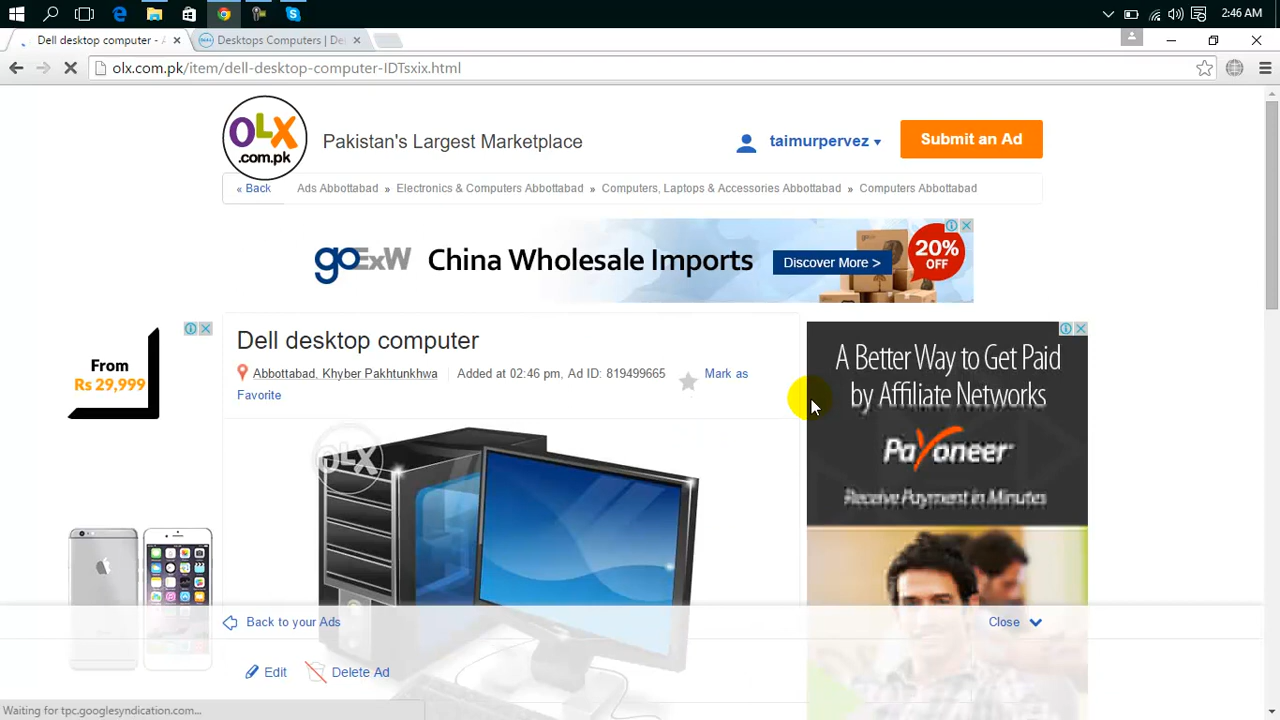 2:46 AM
Dell desktop computer -
Desktops Computers | De
olx.com.pk/item/dell-desktop-computer-IDTsxix.html
OLX
.com.pk
Pakistan's Largest Marketplace
taimurpervez
Submit an Ad
« Back
Ads Abbottabad » Electronics & Computers Abbottabad » Computers, Laptops & Accessories Abbottabad » Computers Abbottabad
goExW
China Wholesale Imports
Discover More >
20%
OFF
From
Rs 29,999
Dell desktop computer
Abbottabad, Khyber Pakhtunkhwa
Added at 02:46 pm, Ad ID: 819499665
Mark as
Favorite
OLX
A Better Way to Get Paid
by Affiliate Networks
Payoneer
Receive Payment in Minutes
Back to your Ads
Close
Edit
Delete Ad
Waiting for tpc.googlesyndication.com...